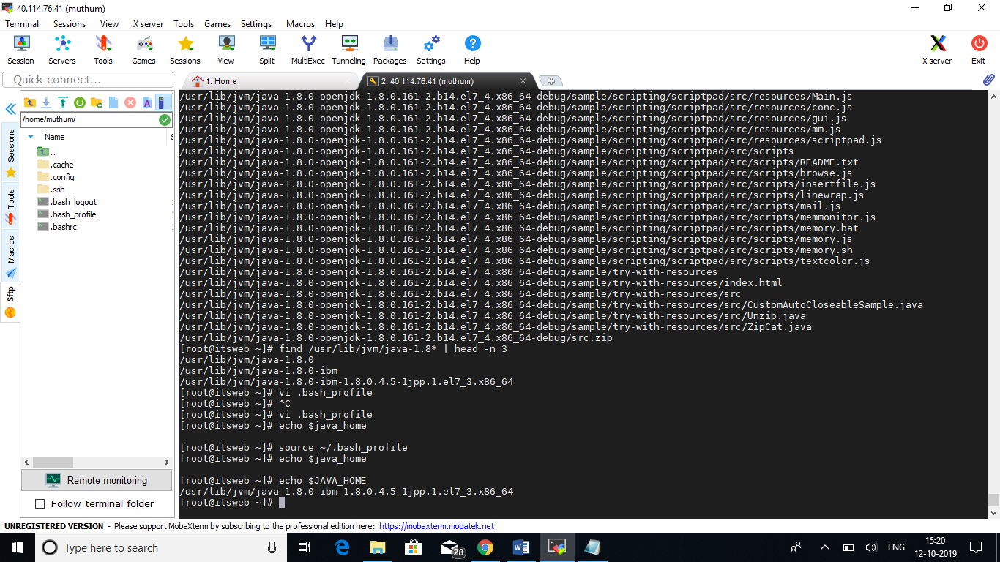 40.114.76.41 (muthum)
Terminal Sessions View X server Tools Games Settings Macros Help
Session Servers Tools Games Sessions View Split MultiExec Tunneling Packages Settings Help X server Exit
Quick connect...
1. Home
2. 40.114.76.41 (muthum)
/home/muthum/
Name
..
.cache
.config
.ssh
.bash_logout
.bash_profile
.bashrc
Sessions
Tools
Macros
Sftp
Remote monitoring
Follow terminal folder
/usr/lib/jvm/java-1.8.0-openjdk-1.8.0.161-2.b14.el7_4.x86_64-debug/sample/scripting/scriptpad/src/resources/Main.js
/usr/lib/jvm/java-1.8.0-openjdk-1.8.0.161-2.b14.el7_4.x86_64-debug/sample/scripting/scriptpad/src/resources/conc.js
/usr/lib/jvm/java-1.8.0-openjdk-1.8.0.161-2.b14.el7_4.x86_64-debug/sample/scripting/scriptpad/src/resources/gui.js
/usr/lib/jvm/java-1.8.0-openjdk-1.8.0.161-2.b14.el7_4.x86_64-debug/sample/scripting/scriptpad/src/resources/mm.js
/usr/lib/jvm/java-1.8.0-openjdk-1.8.0.161-2.b14.el7_4.x86_64-debug/sample/scripting/scriptpad/src/resources/scriptpad.js
/usr/lib/jvm/java-1.8.0-openjdk-1.8.0.161-2.b14.el7_4.x86_64-debug/sample/scripting/scriptpad/src/scripts
/usr/lib/jvm/java-1.8.0-openjdk-1.8.0.161-2.b14.el7_4.x86_64-debug/sample/scripting/scriptpad/src/scripts/README.txt
/usr/lib/jvm/java-1.8.0-openjdk-1.8.0.161-2.b14.el7_4.x86_64-debug/sample/scripting/scriptpad/src/scripts/browse.js
/usr/lib/jvm/java-1.8.0-openjdk-1.8.0.161-2.b14.el7_4.x86_64-debug/sample/scripting/scriptpad/src/scripts/insertfile.js
/usr/lib/jvm/java-1.8.0-openjdk-1.8.0.161-2.b14.el7_4.x86_64-debug/sample/scripting/scriptpad/src/scripts/linewrap.js
/usr/lib/jvm/java-1.8.0-openjdk-1.8.0.161-2.b14.el7_4.x86_64-debug/sample/scripting/scriptpad/src/scripts/mail.js
/usr/lib/jvm/java-1.8.0-openjdk-1.8.0.161-2.b14.el7_4.x86_64-debug/sample/scripting/scriptpad/src/scripts/memmonitor.js
/usr/lib/jvm/java-1.8.0-openjdk-1.8.0.161-2.b14.el7_4.x86_64-debug/sample/scripting/scriptpad/src/scripts/memory.bat
/usr/lib/jvm/java-1.8.0-openjdk-1.8.0.161-2.b14.el7_4.x86_64-debug/sample/scripting/scriptpad/src/scripts/memory.js
/usr/lib/jvm/java-1.8.0-openjdk-1.8.0.161-2.b14.el7_4.x86_64-debug/sample/scripting/scriptpad/src/scripts/memory.sh
/usr/lib/jvm/java-1.8.0-openjdk-1.8.0.161-2.b14.el7_4.x86_64-debug/sample/scripting/scriptpad/src/scripts/textcolor.js
/usr/lib/jvm/java-1.8.0-openjdk-1.8.0.161-2.b14.el7_4.x86_64-debug/sample/try-with-resources
/usr/lib/jvm/java-1.8.0-openjdk-1.8.0.161-2.b14.el7_4.x86_64-debug/sample/try-with-resources/index.html
/usr/lib/jvm/java-1.8.0-openjdk-1.8.0.161-2.b14.el7_4.x86_64-debug/sample/try-with-resources/src
/usr/lib/jvm/java-1.8.0-openjdk-1.8.0.161-2.b14.el7_4.x86_64-debug/sample/try-with-resources/src/CustomAutoCloseableSample.java
/usr/lib/jvm/java-1.8.0-openjdk-1.8.0.161-2.b14.el7_4.x86_64-debug/sample/try-with-resources/src/Unzip.java
/usr/lib/jvm/java-1.8.0-openjdk-1.8.0.161-2.b14.el7_4.x86_64-debug/sample/try-with-resources/src/ZipCat.java
/usr/lib/jvm/java-1.8.0-openjdk-1.8.0.161-2.b14.el7_4.x86_64-debug/src.zip
[root@itsweb ~]# find /usr/lib/jvm/java-1.8* | head -n 3
/usr/lib/jvm/java-1.8.0
/usr/lib/jvm/java-1.8.0-ibm
/usr/lib/jvm/java-1.8.0-ibm-1.8.0.4.5-1jpp.1.el7_3.x86_64
[root@itsweb ~]# vi .bash_profile
[root@itsweb ~]# ^C
[root@itsweb ~]# vi .bash_profile
[root@itsweb ~]# echo $java_home
[root@itsweb ~]# source ~/.bash_profile
[root@itsweb ~]# echo $java_home
[root@itsweb ~]# echo $JAVA_HOME
/usr/lib/jvm/java-1.8.0-ibm-1.8.0.4.5-1jpp.1.el7_3.x86_64
[root@itsweb ~]#
UNREGISTERED VERSION - Please support MobaXterm by subscribing to the professional edition here: https://mobaxterm.mobatek.net
Type here to search
28
ENG
15:20
12-10-2019